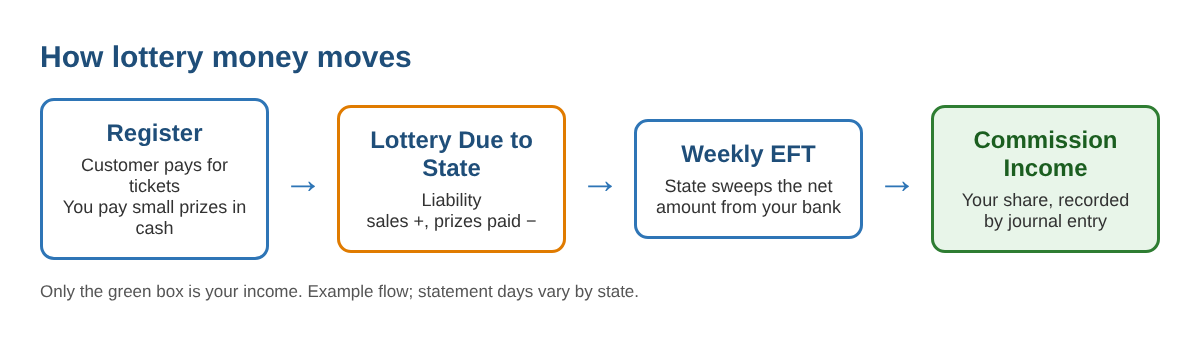 How lottery money moves
Register
Customer pays for
tickets
You pay small prizes in
cash
→
Lottery Due to
State
Liability
sales +, prizes paid −
→
Weekly EFT
State sweeps the net
amount from your bank
→
Commission
Income
Your share, recorded
by journal entry
Only the green box is your income. Example flow; statement days vary by state.